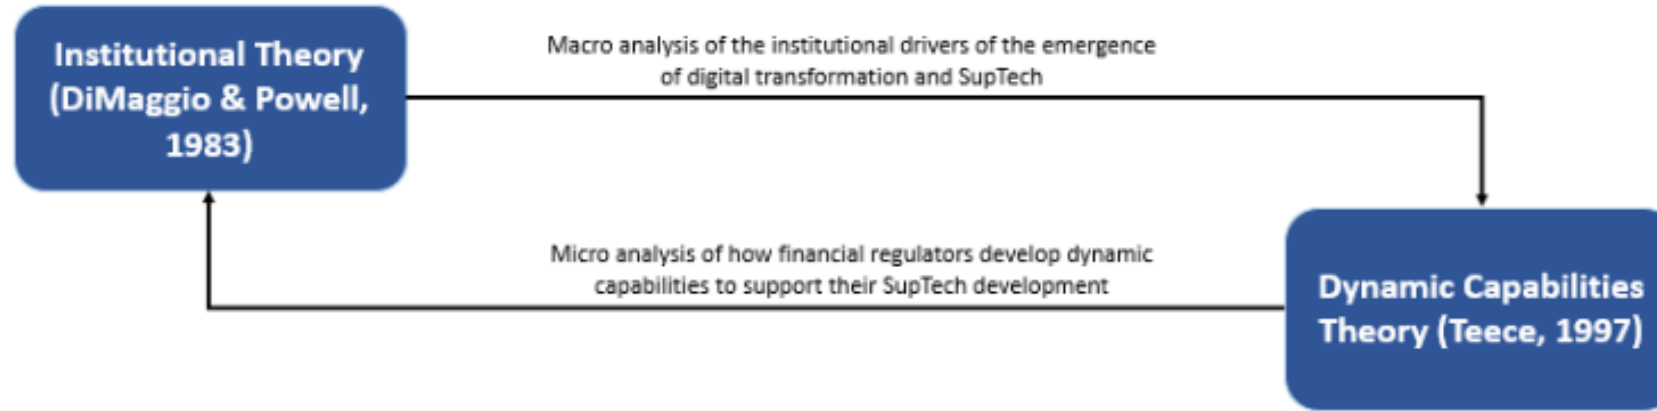 Institutional Theory
(DiMaggio & Powell,
1983)
Macro analysis of the institutional drivers of the emergence
of digital transformation and SupTech
Micro analysis of how financial regulators develop dynamic
capabilities to support their SupTech development
Dynamic Capabilities
Theory (Teece, 1997)